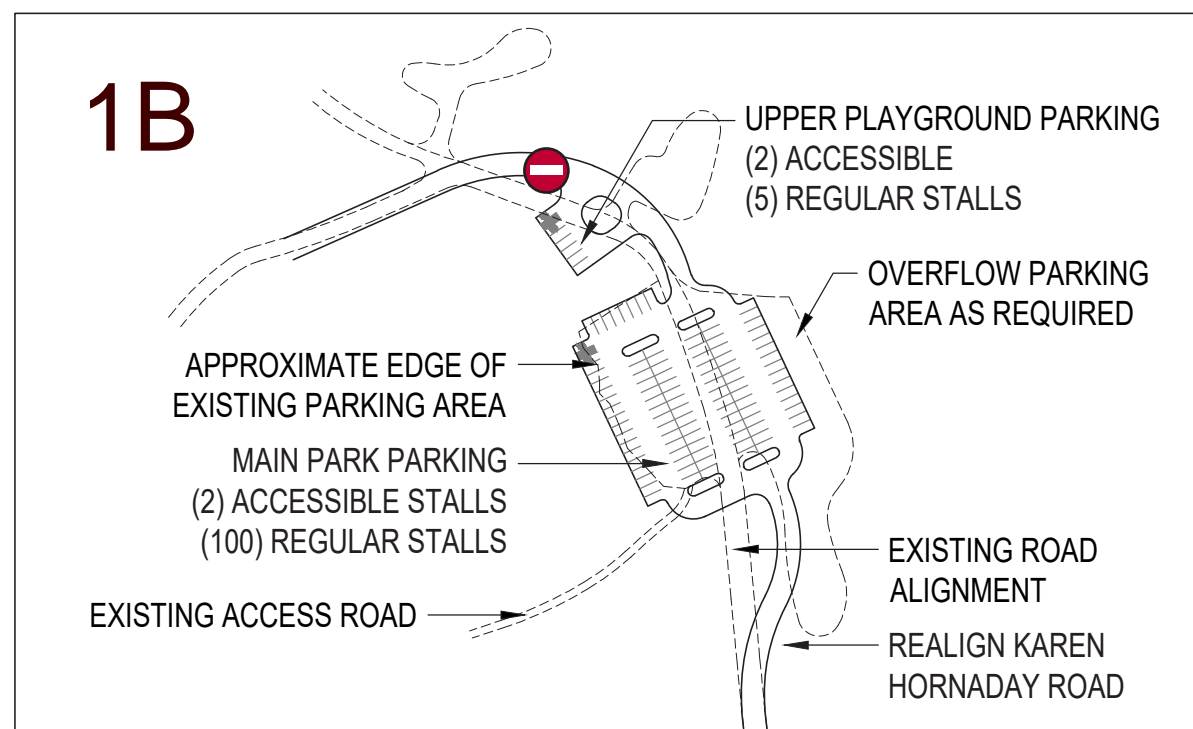 1B
UPPER PLAYGROUND PARKING
(2) ACCESSIBLE
(5) REGULAR STALLS
OVERFLOW PARKING
AREA AS REQUIRED
APPROXIMATE EDGE OF
EXISTING PARKING AREA
MAIN PARK PARKING
(2) ACCESSIBLE STALLS
(100) REGULAR STALLS
EXISTING ROAD
ALIGNMENT
EXISTING ACCESS ROAD
REALIGN KAREN
HORNADAY ROAD